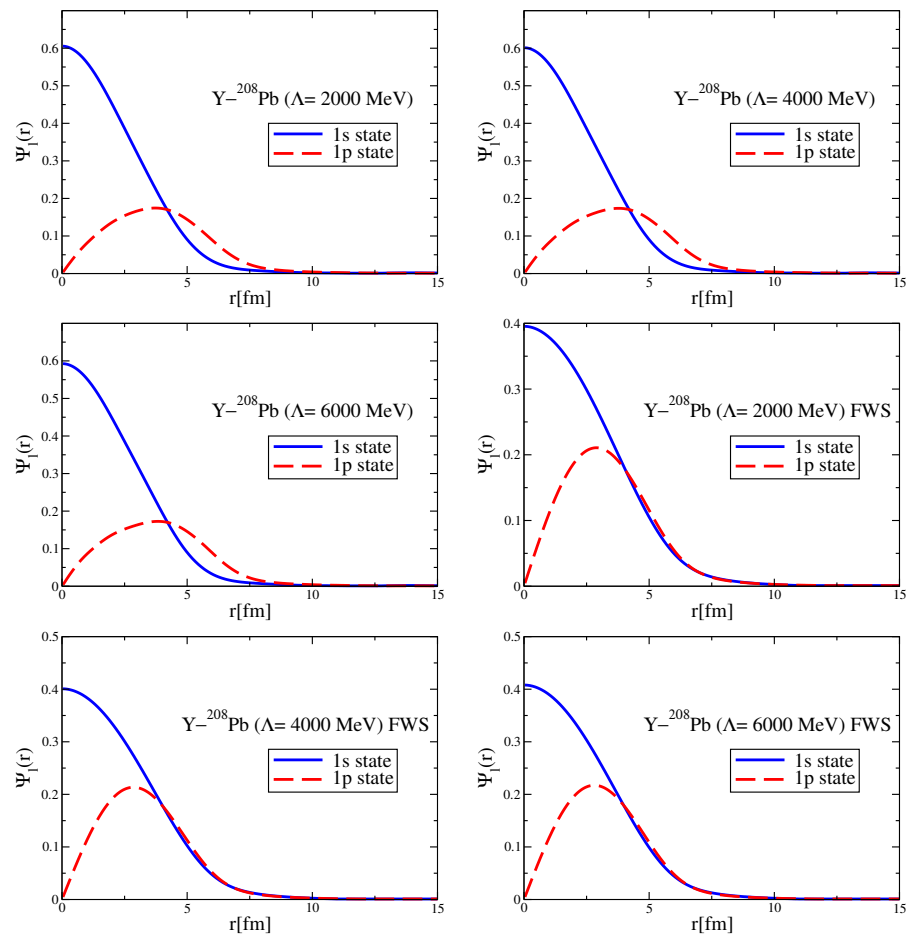 0.6
0.5
0.4
0.3
0.2
0.1
0
Ψ_l(r)
Y−²⁰⁸Pb (Λ= 2000 MeV)
1s state
1p state
0 5 10 15
r[fm]
0.6
0.5
0.4
0.3
0.2
0.1
0
Ψ_l(r)
Y−²⁰⁸Pb (Λ= 4000 MeV)
1s state
1p state
0 5 10 15
r[fm]
0.6
0.5
0.4
0.3
0.2
0.1
0
Ψ_l(r)
Y−²⁰⁸Pb (Λ= 6000 MeV)
1s state
1p state
0 5 10 15
r[fm]
0.4
0.3
0.2
0.1
0
Ψ_l(r)
Y−²⁰⁸Pb (Λ= 2000 MeV) FWS
1s state
1p state
0 5 10 15
r[fm]
0.5
0.4
0.3
0.2
0.1
0
Ψ_l(r)
Y−²⁰⁸Pb (Λ= 4000 MeV) FWS
1s state
1p state
0 5 10 15
r[fm]
0.5
0.4
0.3
0.2
0.1
0
Ψ_l(r)
Y−²⁰⁸Pb (Λ= 6000 MeV) FWS
1s state
1p state
0 5 10 15
r[fm]